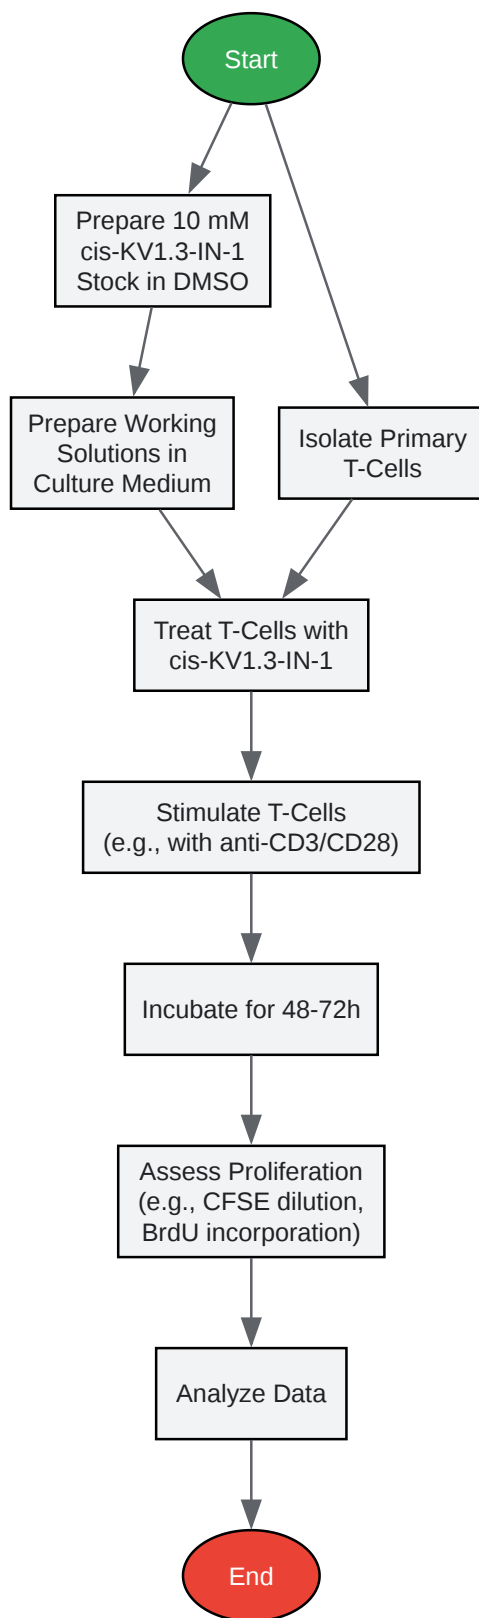 Start
Prepare 10 mM
cis-KV1.3-IN-1
Stock in DMSO
Prepare Working
Solutions in
Culture Medium
Isolate Primary
T-Cells
Treat T-Cells with
cis-KV1.3-IN-1
Stimulate T-Cells
(e.g., with anti-CD3/CD28)
Incubate for 48-72h
Assess Proliferation
(e.g., CFSE dilution,
BrdU incorporation)
Analyze Data
End